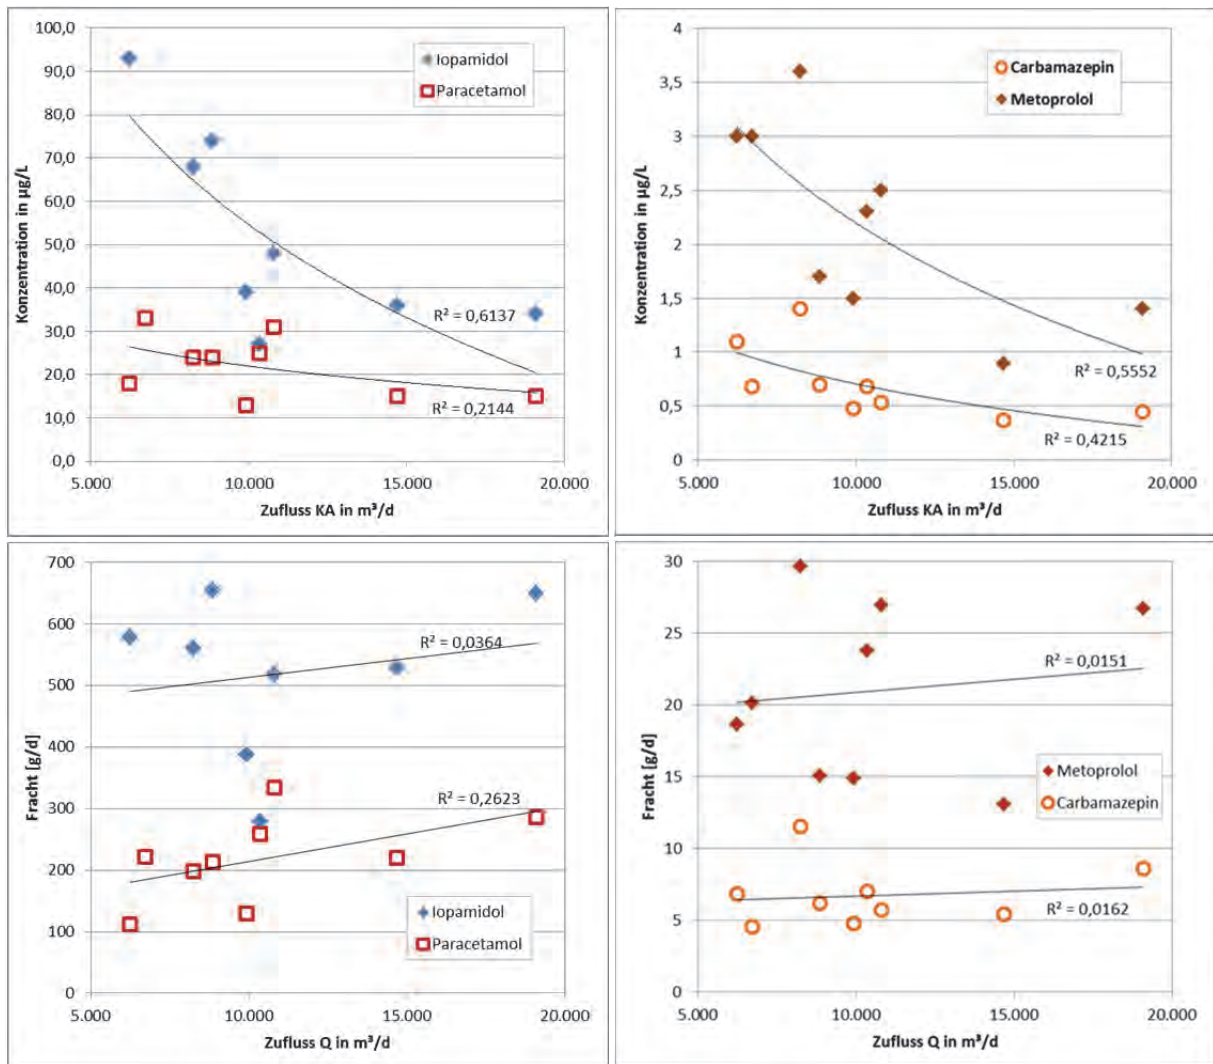 100,0
90,0
80,0
70,0
60,0
50,0
40,0
30,0
20,0
10,0
0,0
Konzentration in µg/L
Iopamidol
Paracetamol
R² = 0,6137
R² = 0,2144
5.000
10.000
15.000
20.000
Zufluss KA in m³/d
4
3,5
3
2,5
2
1,5
1
0,5
0
Konzentration in µg/L
Carbamazepin
Metoprolol
R² = 0,5552
R² = 0,4215
5.000
10.000
15.000
20.000
Zufluss KA in m³/d
700
600
500
400
300
200
100
0
Fracht [g/d]
R² = 0,0364
R² = 0,2623
Iopamidol
Paracetamol
5.000
10.000
15.000
20.000
Zufluss Q in m³/d
30
25
20
15
10
5
0
Fracht [g/d]
R² = 0,0151
Metoprolol
Carbamazepin
R² = 0,0162
5.000
10.000
15.000
20.000
Zufluss Q in m³/d